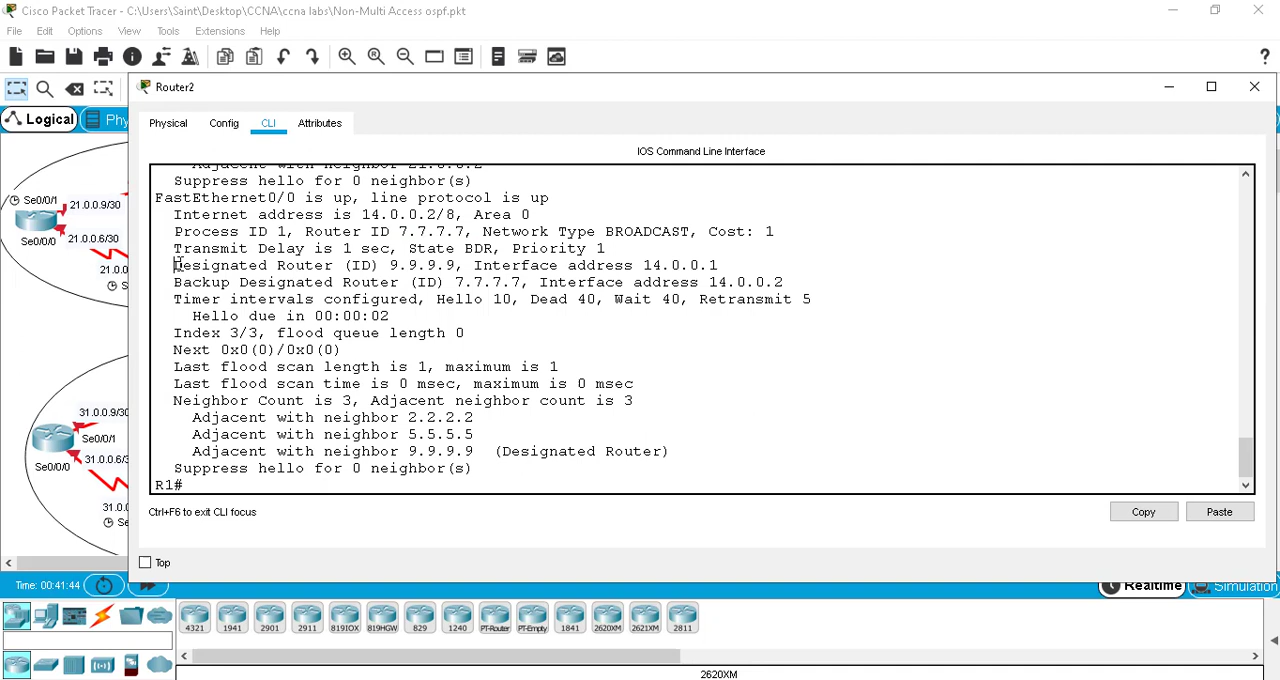 Cisco Packet Tracer - C:\Users\Saint\Desktop\CCNA\ccna labs\Non-Multi Access ospf.pkt
File Edit Options View Tools Extensions Help
?
Logical
Router2
Physical Config CLI Attributes
IOS Command Line Interface
Suppress hello for 0 neighbor(s)
FastEthernet0/0 is up, line protocol is up
Internet address is 14.0.0.2/8, Area 0
Process ID 1, Router ID 7.7.7.7, Network Type BROADCAST, Cost: 1
Transmit Delay is 1 sec, State BDR, Priority 1
Designated Router (ID) 9.9.9.9, Interface address 14.0.0.1
Backup Designated Router (ID) 7.7.7.7, Interface address 14.0.0.2
Timer intervals configured, Hello 10, Dead 40, Wait 40, Retransmit 5
Hello due in 00:00:02
Index 3/3, flood queue length 0
Next 0x0(0)/0x0(0)
Last flood scan length is 1, maximum is 1
Last flood scan time is 0 msec, maximum is 0 msec
Neighbor Count is 3, Adjacent neighbor count is 3
Adjacent with neighbor 2.2.2.2
Adjacent with neighbor 5.5.5.5
Adjacent with neighbor 9.9.9.9 (Designated Router)
Suppress hello for 0 neighbor(s)
R1#
Ctrl+F6 to exit CLI focus
Copy Paste
Top
Se0/0/1
21.0.0.9/30
Se0/0/0
21.0.0.6/30
31.0.0.9/30
Se0/0/1
Se0/0/0
Time: 00:41:44
Realtime Simulation
4321 1941 2901 2911 819IOX 819HGW 829 1240 PT-Router PT-Empty 1841 2620XM 2621XM 2811
2620XM